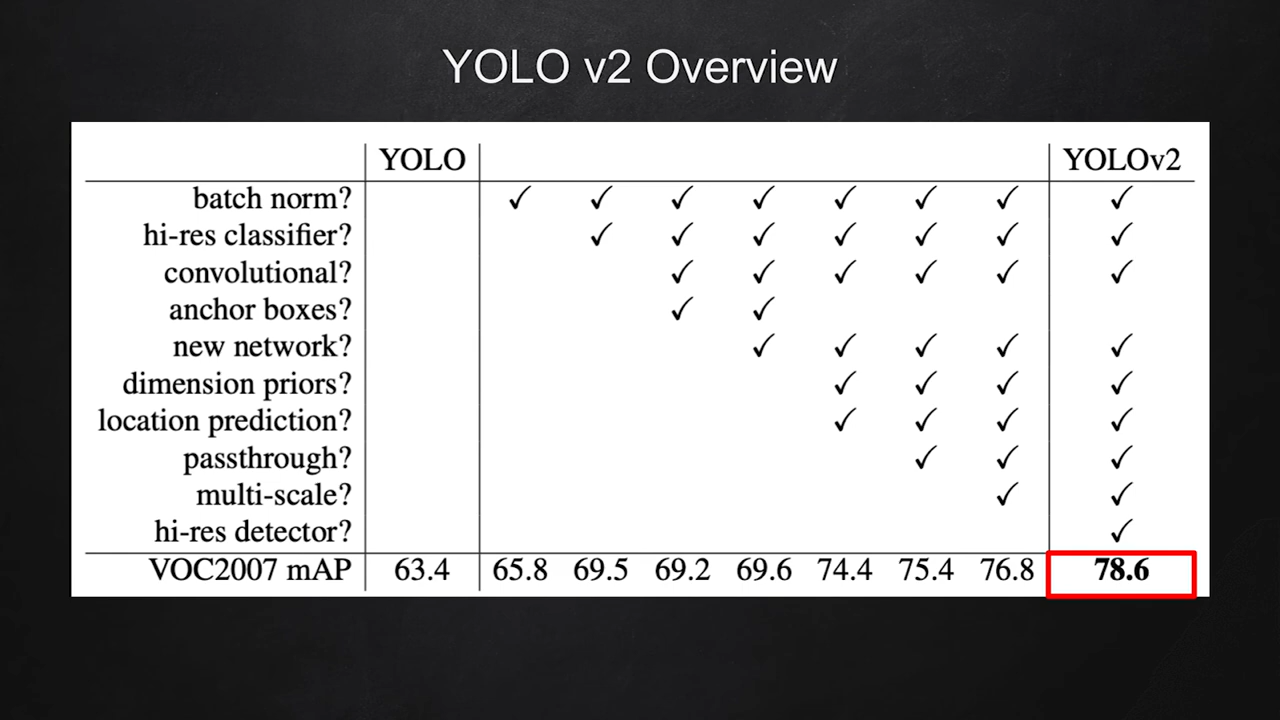 YOLO v2 Overview
YOLO YOLOv2
batch norm? ✓ ✓ ✓ ✓ ✓ ✓ ✓ ✓
hi-res classifier? ✓ ✓ ✓ ✓ ✓ ✓ ✓
convolutional? ✓ ✓ ✓ ✓ ✓ ✓
anchor boxes? ✓ ✓
new network? ✓ ✓ ✓ ✓ ✓
dimension priors? ✓ ✓ ✓ ✓
location prediction? ✓ ✓ ✓ ✓
passthrough? ✓ ✓ ✓
multi-scale? ✓ ✓
hi-res detector? ✓
VOC2007 mAP 63.4 65.8 69.5 69.2 69.6 74.4 75.4 76.8 78.6